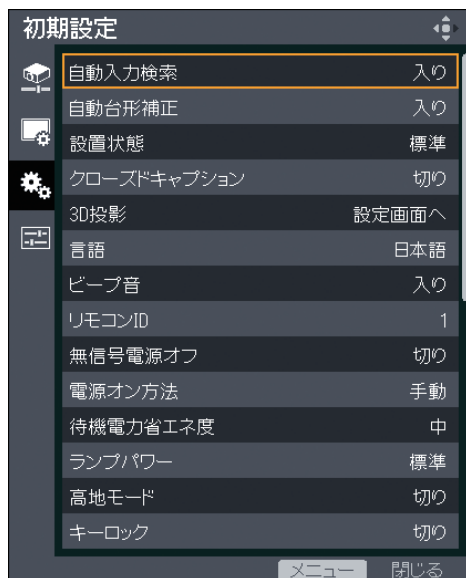 初期設定
自動入力検索 入り
自動台形補正 入り
設置状態 標準
クローズドキャプション 切り
3D投影 設定画面へ
言語 日本語
ビープ音 入り
リモコンID 1
無信号電源オフ 切り
電源オン方法 手動
待機電力省エネ度 中
ランプパワー 標準
高地モード 切り
キーロック 切り
メニュー 閉じる